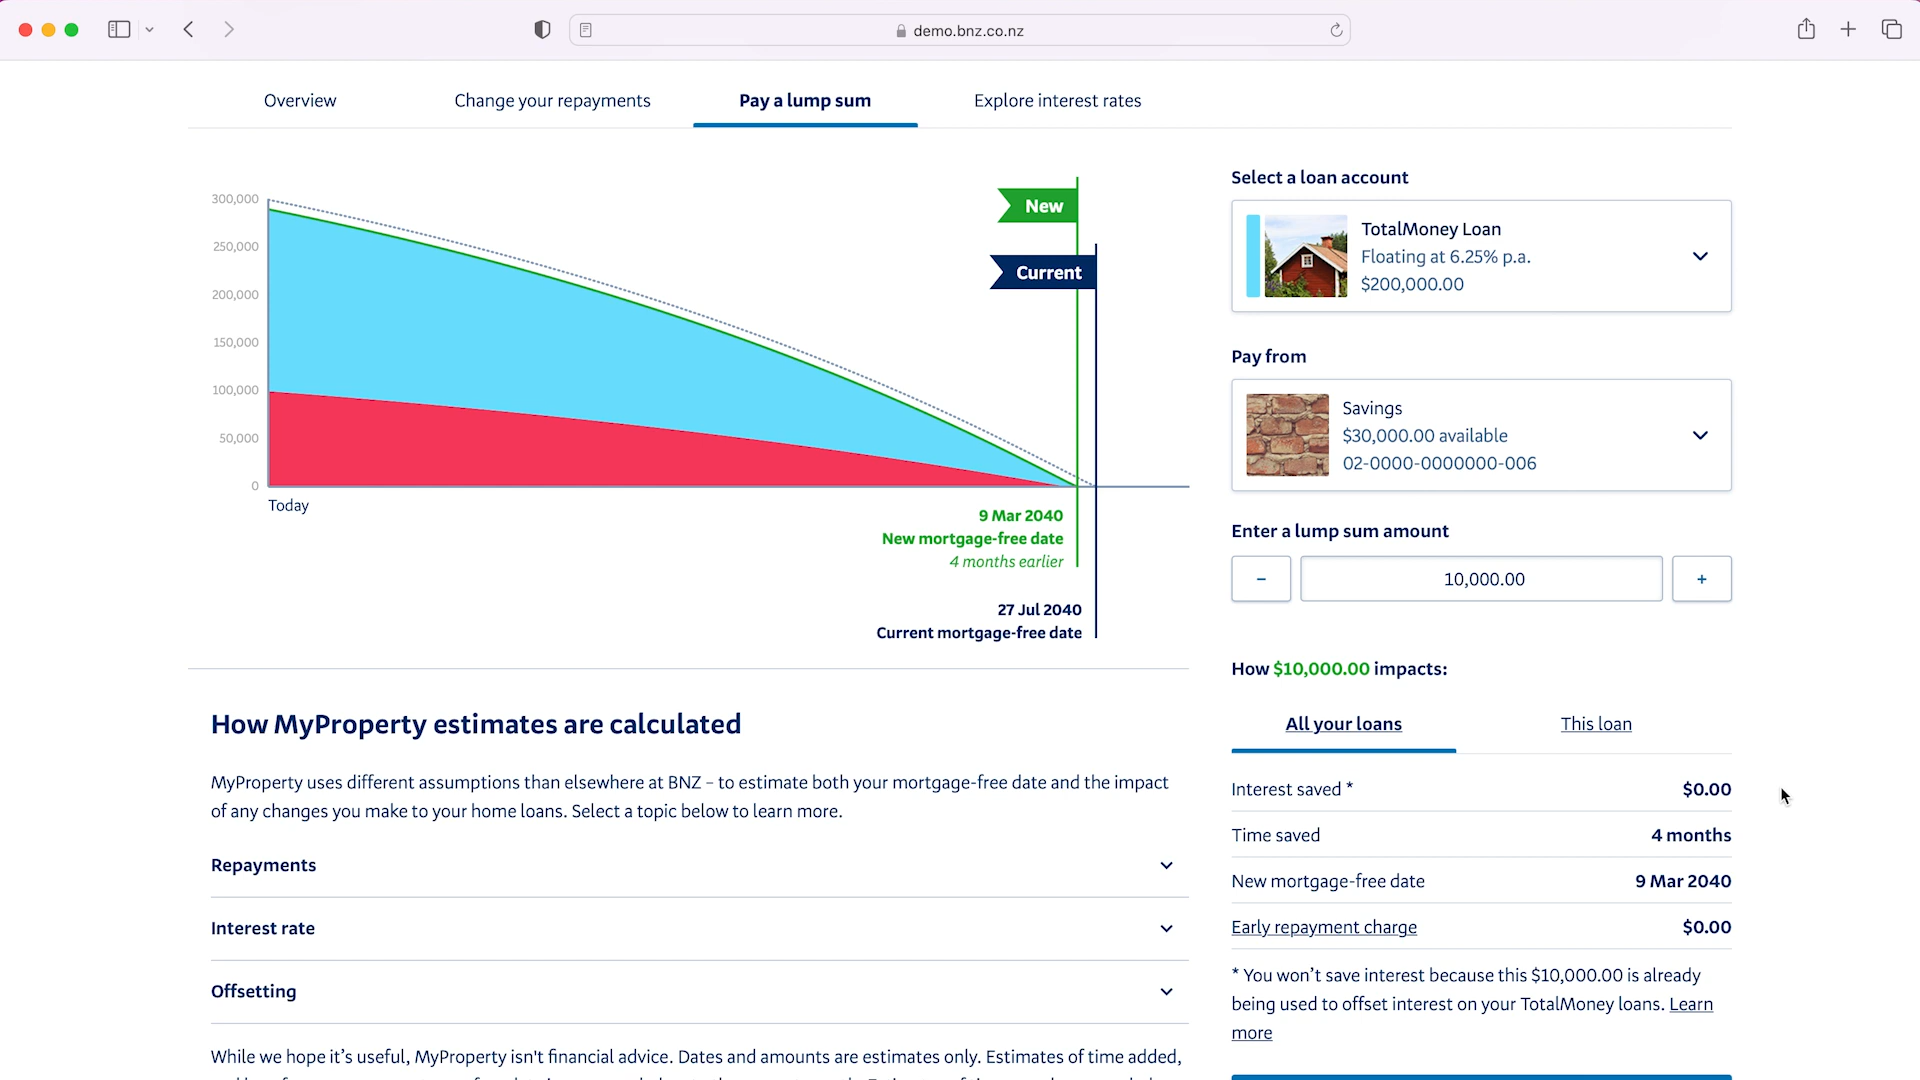 demo.bnz.co.nz
Overview
Change your repayments
Pay a lump sum
Explore interest rates
300,000
250,000
200,000
150,000
100,000
50,000
0
Today
New
Current
9 Mar 2040
New mortgage-free date
4 months earlier
27 Jul 2040
Current mortgage-free date
Select a loan account
TotalMoney Loan
Floating at 6.25% p.a.
$200,000.00
Pay from
Savings
$30,000.00 available
02-0000-0000000-006
Enter a lump sum amount
−
10,000.00
+
How $10,000.00 impacts:
All your loans
This loan
Interest saved *
$0.00
Time saved
4 months
New mortgage-free date
9 Mar 2040
Early repayment charge
$0.00
* You won’t save interest because this $10,000.00 is already
being used to offset interest on your TotalMoney loans. Learn
more
How MyProperty estimates are calculated
MyProperty uses different assumptions than elsewhere at BNZ – to estimate both your mortgage-free date and the impact
of any changes you make to your home loans. Select a topic below to learn more.
Repayments
Interest rate
Offsetting
While we hope it’s useful, MyProperty isn't financial advice. Dates and amounts are estimates only. Estimates of time added,